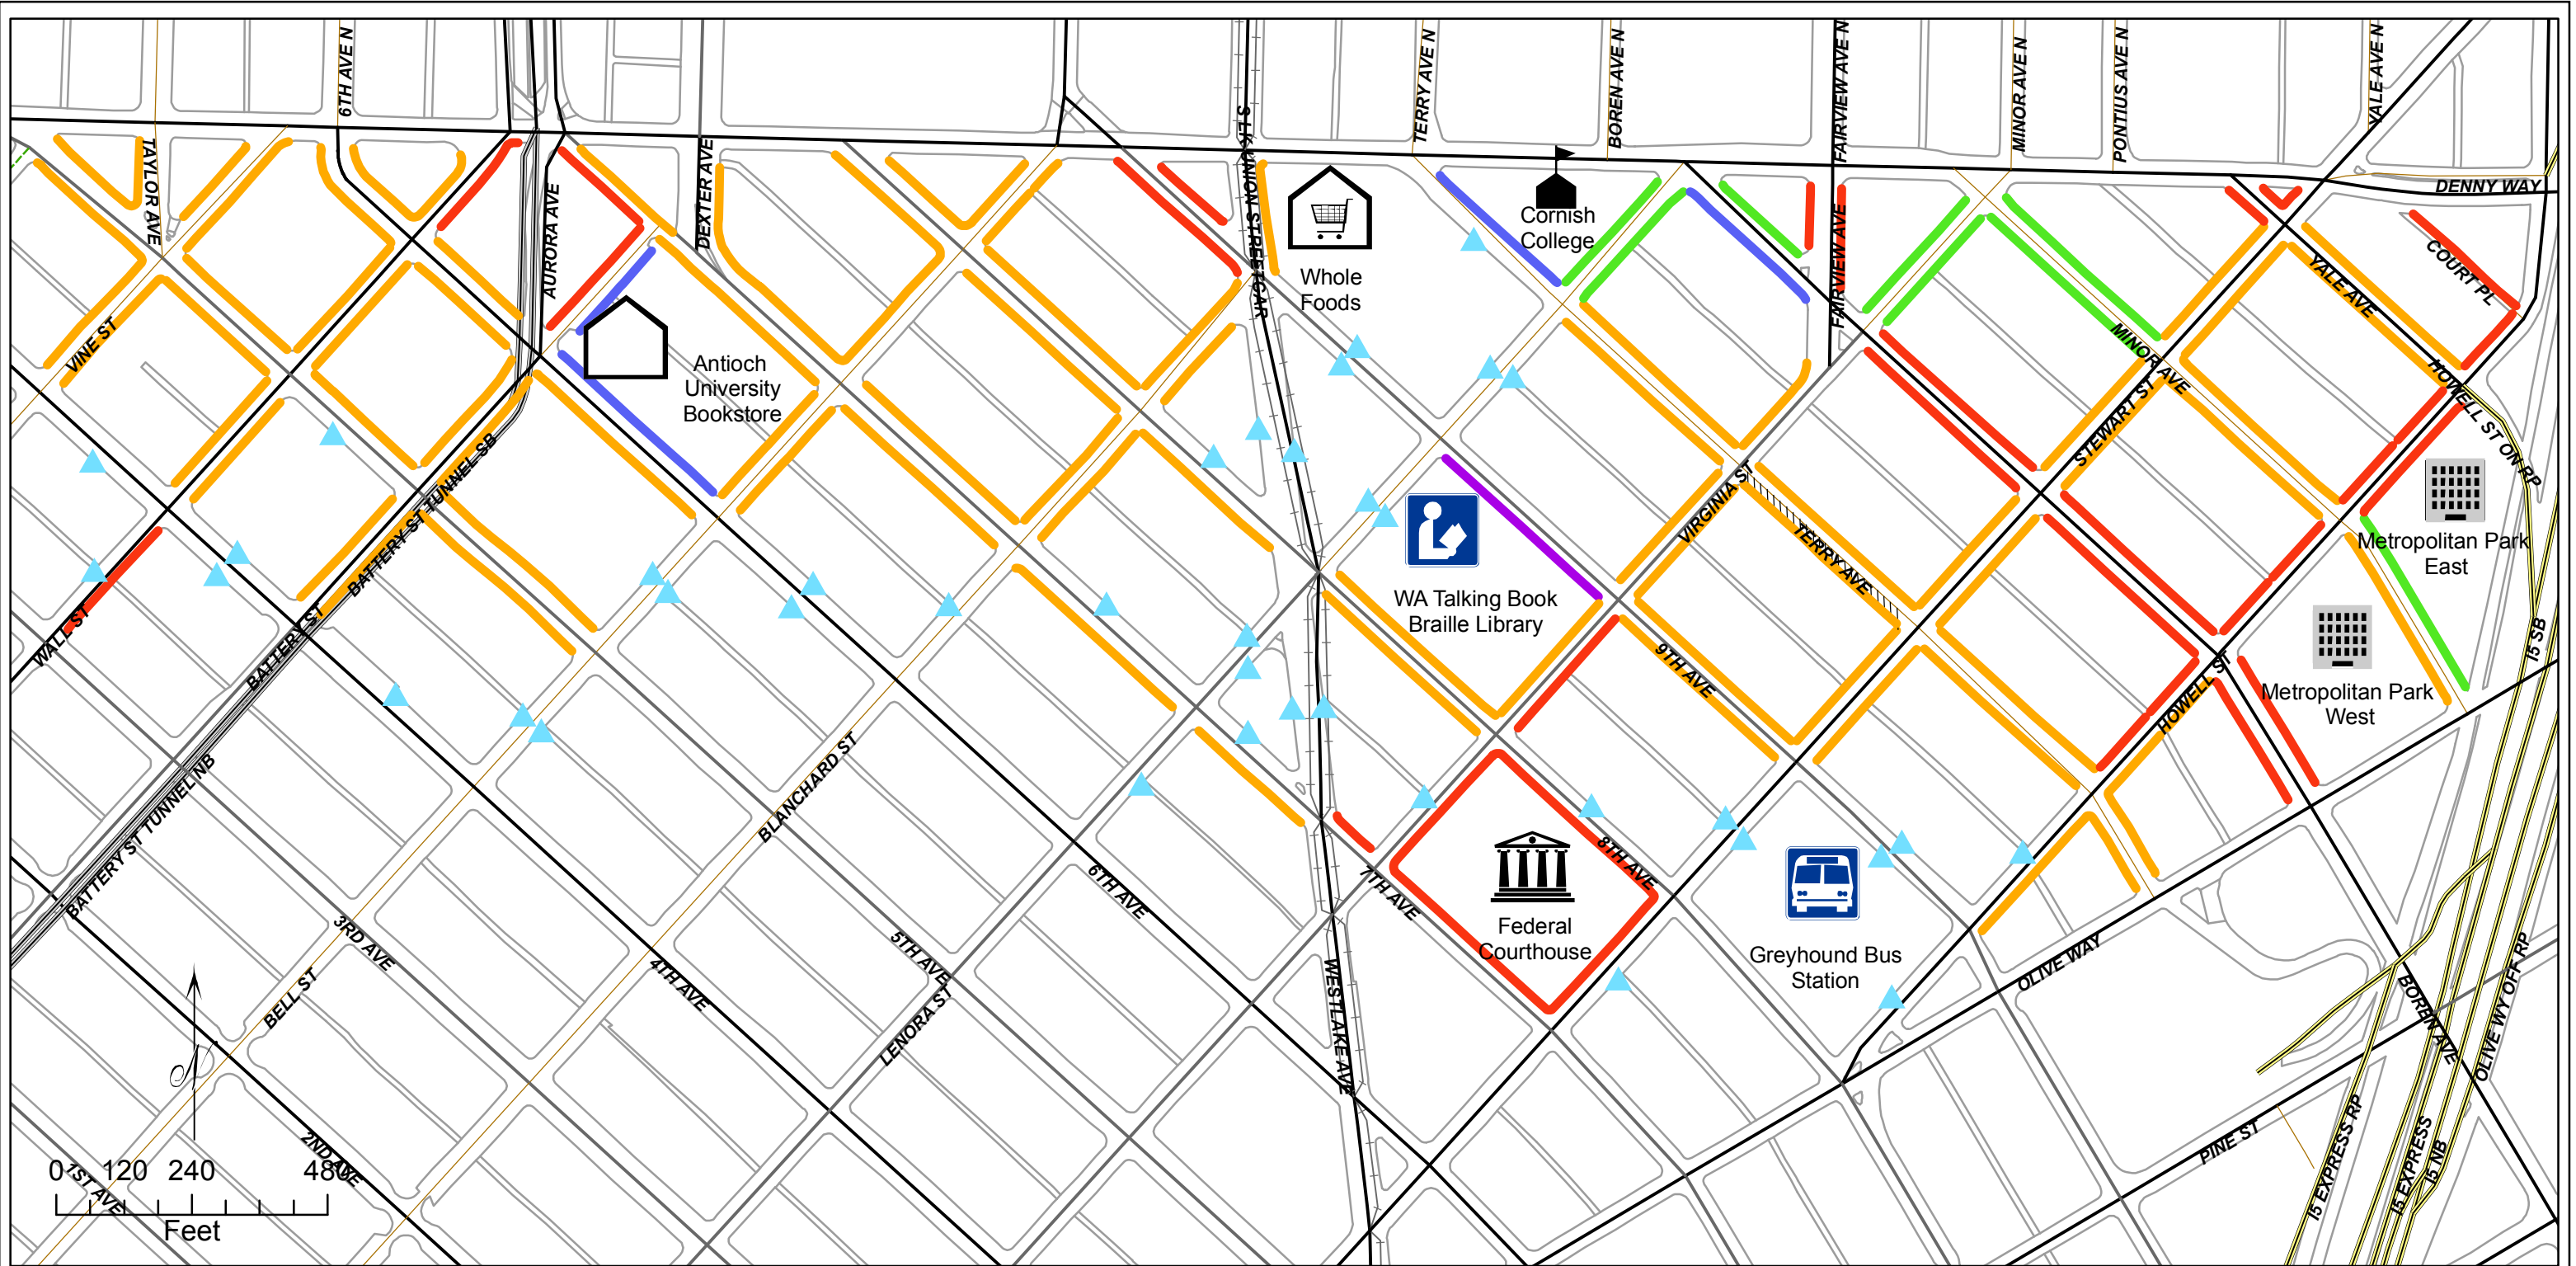 6TH AVE N
TERRY AVE N
BOREN AVE N
FAIRVIEW AVE N
MINOR AVE N
PONTIUS AVE N
YALE AVE N
TAYLOR AVE
AURORA AVE
DEXTER AVE
S LK UNION STREETCAR
DENNY WAY
Cornish
College
FAIRVIEW AVE
COURT PL
Whole
Foods
YALE AVE
VINE ST
MINOR AVE
Antioch
University
Bookstore
STEWART ST
HOWELL ST ON RP
BATTERY ST TUNNEL SB
VIRGINIA ST
TERRY AVE
Metropolitan Park
East
WA Talking Book
Braille Library
WALL ST
BATTERY ST
9TH AVE
I5 SB
HOWELL ST
Metropolitan Park
West
BATTERY ST TUNNEL NB
BLANCHARD ST
8TH AVE
6TH AVE
7TH AVE
Federal
Courthouse
Greyhound Bus
Station
3RD AVE
5TH AVE
4TH AVE
BELL ST
LENORA ST
WESTLAKE AVE
OLIVE WAY
BOREN AVE
OLIVE WY OFF RP
2ND AVE
1ST AVE
PINE ST
I5 EXPRESS RP
I5 EXPRESS
I5 NB
0 120 240 480
Feet